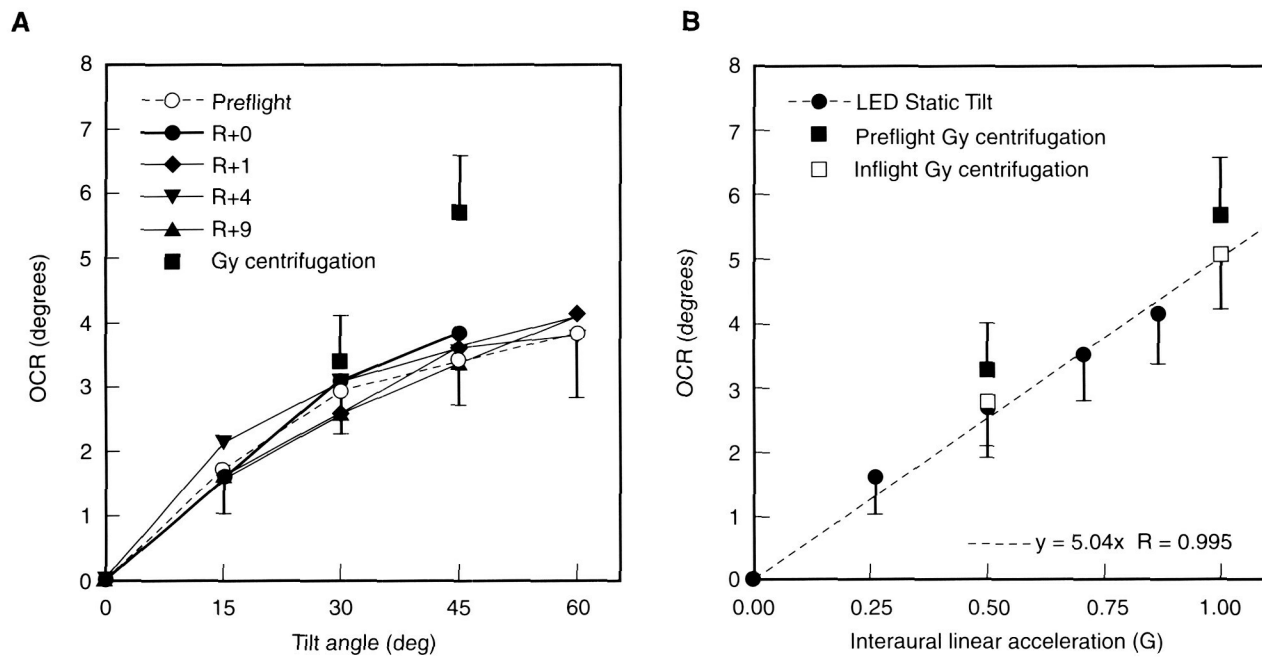 A
8
7
6
5
4
3
2
1
0
OCR (degrees)
Preflight
R+0
R+1
R+4
R+9
Gy centrifugation
0 15 30 45 60
Tilt angle (deg)
B
8
7
6
5
4
3
2
1
0
OCR (degrees)
LED Static Tilt
Preflight Gy centrifugation
Inflight Gy centrifugation
y = 5.04x R = 0.995
0.00 0.25 0.50 0.75 1.00
Interaural linear acceleration (G)